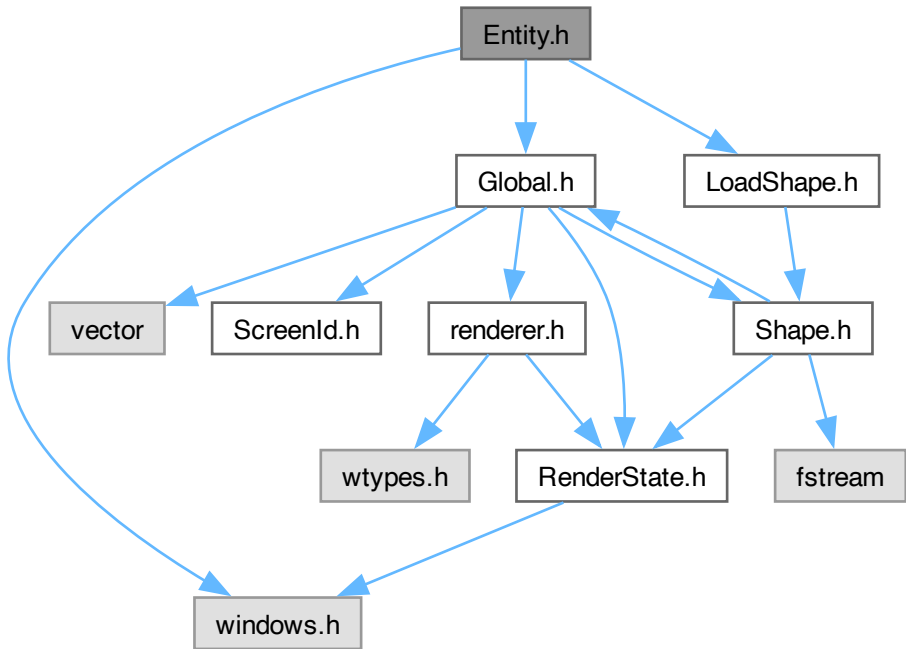 Entity.h
Global.h
LoadShape.h
vector
ScreenId.h
renderer.h
Shape.h
wtypes.h
RenderState.h
fstream
windows.h